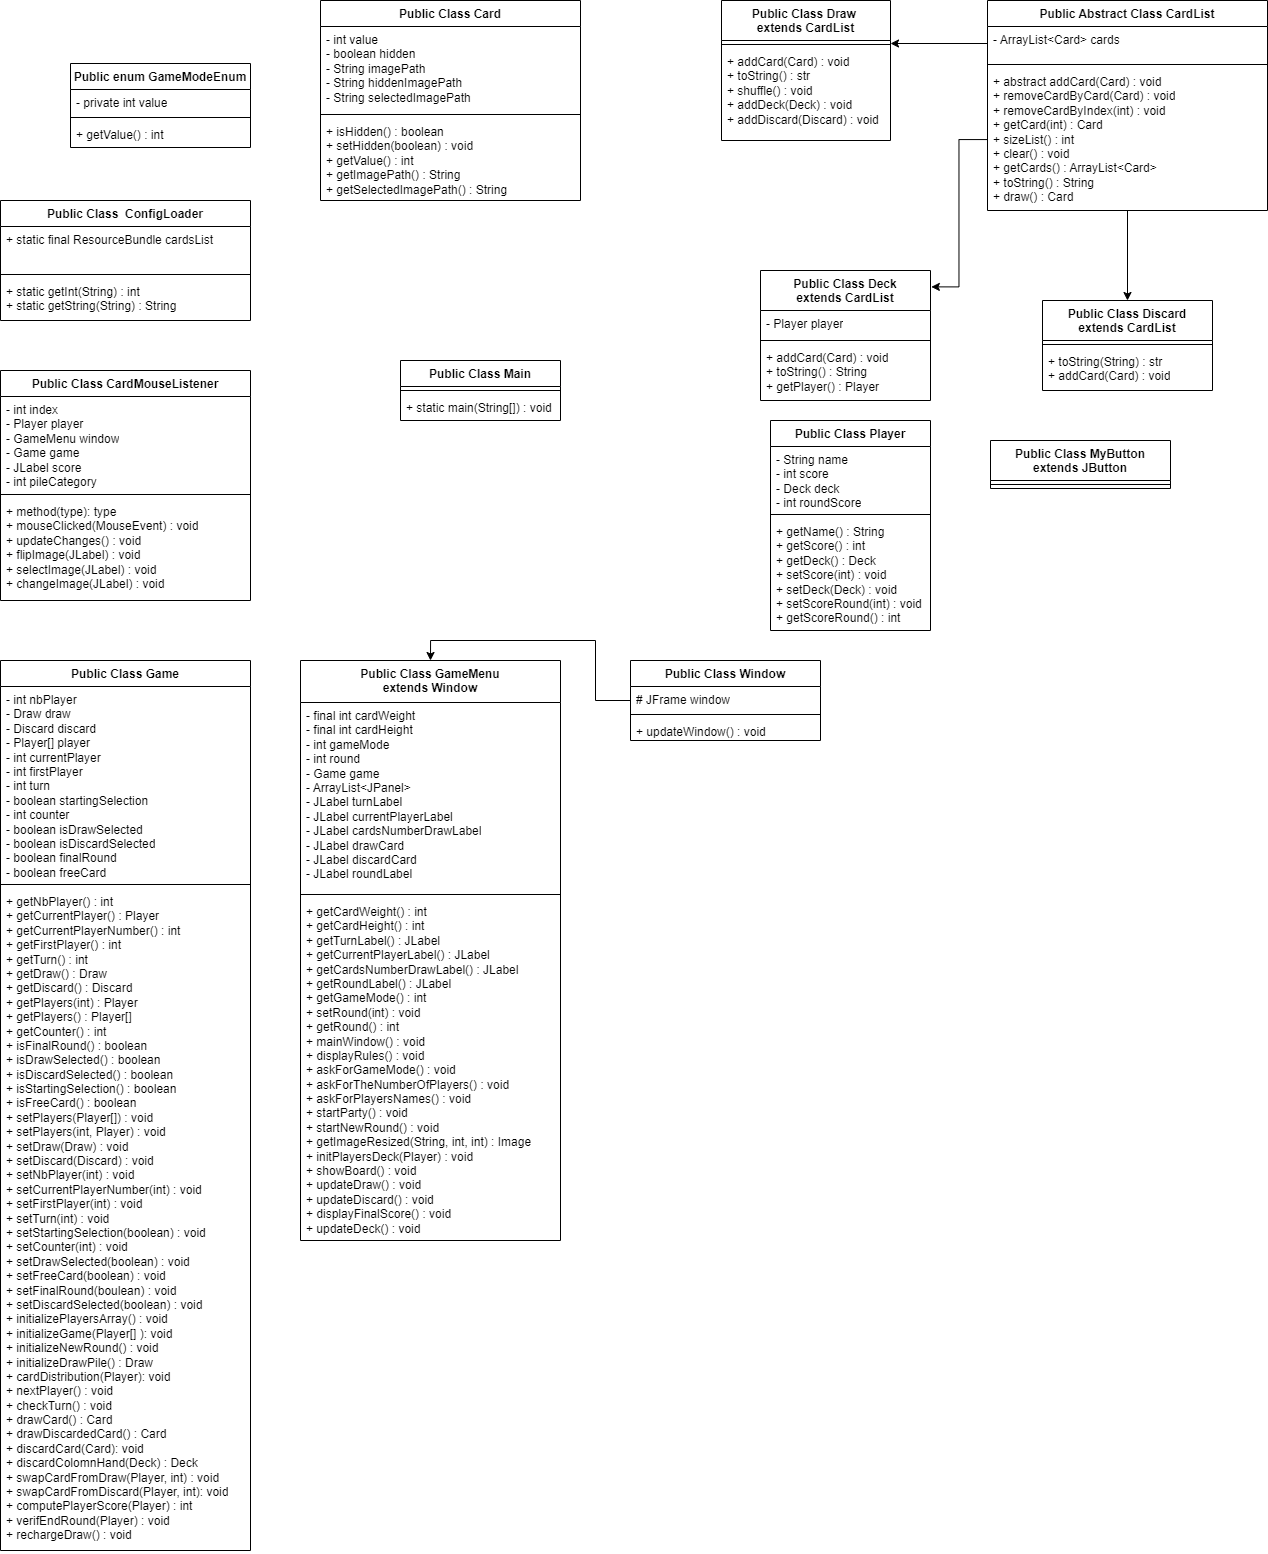 Public Class Card
- int value
- boolean hidden
- String imagePath
- String hiddenImagePath
- String selectedImagePath
+ isHidden() : boolean
+ setHidden(boolean) : void
+ getValue() : int
+ getImagePath() : String
+ getSelectedImagePath() : String
Public Class Draw
extends CardList
+ addCard(Card) : void
+ toString() : str
+ shuffle() : void
+ addDeck(Deck) : void
+ addDiscard(Discard) : void
Public Abstract Class CardList
- ArrayList<Card> cards
+ abstract addCard(Card) : void
+ removeCardByCard(Card) : void
+ removeCardByIndex(int) : void
+ getCard(int) : Card
+ sizeList() : int
+ clear() : void
+ getCards() : ArrayList<Card>
+ toString() : String
+ draw() : Card
Public enum GameModeEnum
- private int value
+ getValue() : int
Public Class  ConfigLoader
+ static final ResourceBundle cardsList
+ static getInt(String) : int
+ static getString(String) : String
Public Class Deck
extends CardList
- Player player
+ addCard(Card) : void
+ toString() : String
+ getPlayer() : Player
Public Class Discard
extends CardList
+ toString(String) : str
+ addCard(Card) : void
Public Class CardMouseListener
- int index
- Player player
- GameMenu window
- Game game
- JLabel score
- int pileCategory
+ method(type): type
+ mouseClicked(MouseEvent) : void
+ updateChanges() : void
+ flipImage(JLabel) : void
+ selectImage(JLabel) : void
+ changeImage(JLabel) : void
Public Class Main
+ static main(String[]) : void
Public Class Player
- String name
- int score
- Deck deck
- int roundScore
+ getName() : String
+ getScore() : int
+ getDeck() : Deck
+ setScore(int) : void
+ setDeck(Deck) : void
+ setScoreRound(int) : void
+ getScoreRound() : int
Public Class MyButton
extends JButton
Public Class Game
- int nbPlayer
- Draw draw
- Discard discard
- Player[] player
- int currentPlayer
- int firstPlayer
- int turn
- boolean startingSelection
- int counter
- boolean isDrawSelected
- boolean isDiscardSelected
- boolean finalRound
- boolean freeCard
+ getNbPlayer() : int
+ getCurrentPlayer() : Player
+ getCurrentPlayerNumber() : int
+ getFirstPlayer() : int
+ getTurn() : int
+ getDraw() : Draw
+ getDiscard() : Discard
+ getPlayers(int) : Player
+ getPlayers() : Player[]
+ getCounter() : int
+ isFinalRound() : boolean
+ isDrawSelected() : boolean
+ isDiscardSelected() : boolean
+ isStartingSelection() : boolean
+ isFreeCard() : boolean
+ setPlayers(Player[]) : void
+ setPlayers(int, Player) : void
+ setDraw(Draw) : void
+ setDiscard(Discard) : void
+ setNbPlayer(int) : void
+ setCurrentPlayerNumber(int) : void
+ setFirstPlayer(int) : void
+ setTurn(int) : void
+ setStartingSelection(boolean) : void
+ setCounter(int) : void
+ setDrawSelected(boolean) : void
+ setFreeCard(boolean) : void
+ setFinalRound(boulean) : void
+ setDiscardSelected(boolean) : void
+ initializePlayersArray() : void
+ initializeGame(Player[] ): void
+ initializeNewRound() : void
+ initializeDrawPile() : Draw
+ cardDistribution(Player): void
+ nextPlayer() : void
+ checkTurn() : void
+ drawCard() : Card
+ drawDiscardedCard() : Card
+ discardCard(Card): void
+ discardColomnHand(Deck) : Deck
+ swapCardFromDraw(Player, int) : void
+ swapCardFromDiscard(Player, int): void
+ computePlayerScore(Player) : int
+ verifEndRound(Player) : void
+ rechargeDraw() : void
Public Class GameMenu
extends Window
- final int cardWeight
- final int cardHeight
- int gameMode
- int round
- Game game
- ArrayList<JPanel>
- JLabel turnLabel
- JLabel currentPlayerLabel
- JLabel cardsNumberDrawLabel
- JLabel drawCard
- JLabel discardCard
- JLabel roundLabel
+ getCardWeight() : int
+ getCardHeight() : int
+ getTurnLabel() : JLabel
+ getCurrentPlayerLabel() : JLabel
+ getCardsNumberDrawLabel() : JLabel
+ getRoundLabel() : JLabel
+ getGameMode() : int
+ setRound(int) : void
+ getRound() : int
+ mainWindow() : void
+ displayRules() : void
+ askForGameMode() : void
+ askForTheNumberOfPlayers() : void
+ askForPlayersNames() : void
+ startParty() : void
+ startNewRound() : void
+ getImageResized(String, int, int) : Image
+ initPlayersDeck(Player) : void
+ showBoard() : void
+ updateDraw() : void
+ updateDiscard() : void
+ displayFinalScore() : void
+ updateDeck() : void
Public Class Window
# JFrame window
+ updateWindow() : void